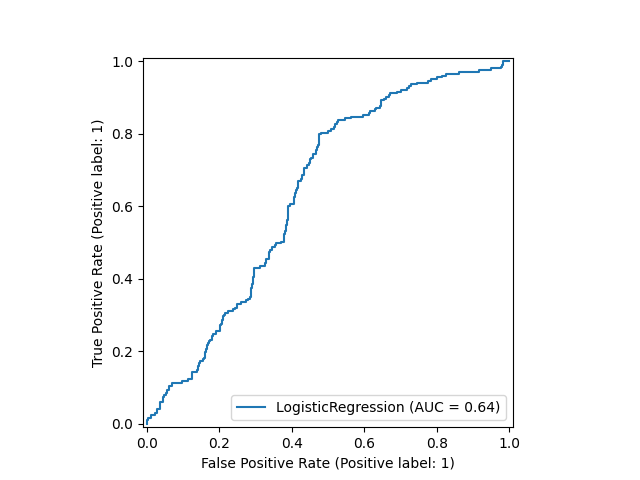 1.0
0.8
0.6
0.4
0.2
0.0
True Positive Rate (Positive label: 1)
LogisticRegression (AUC = 0.64)
0.0 0.2 0.4 0.6 0.8 1.0
False Positive Rate (Positive label: 1)